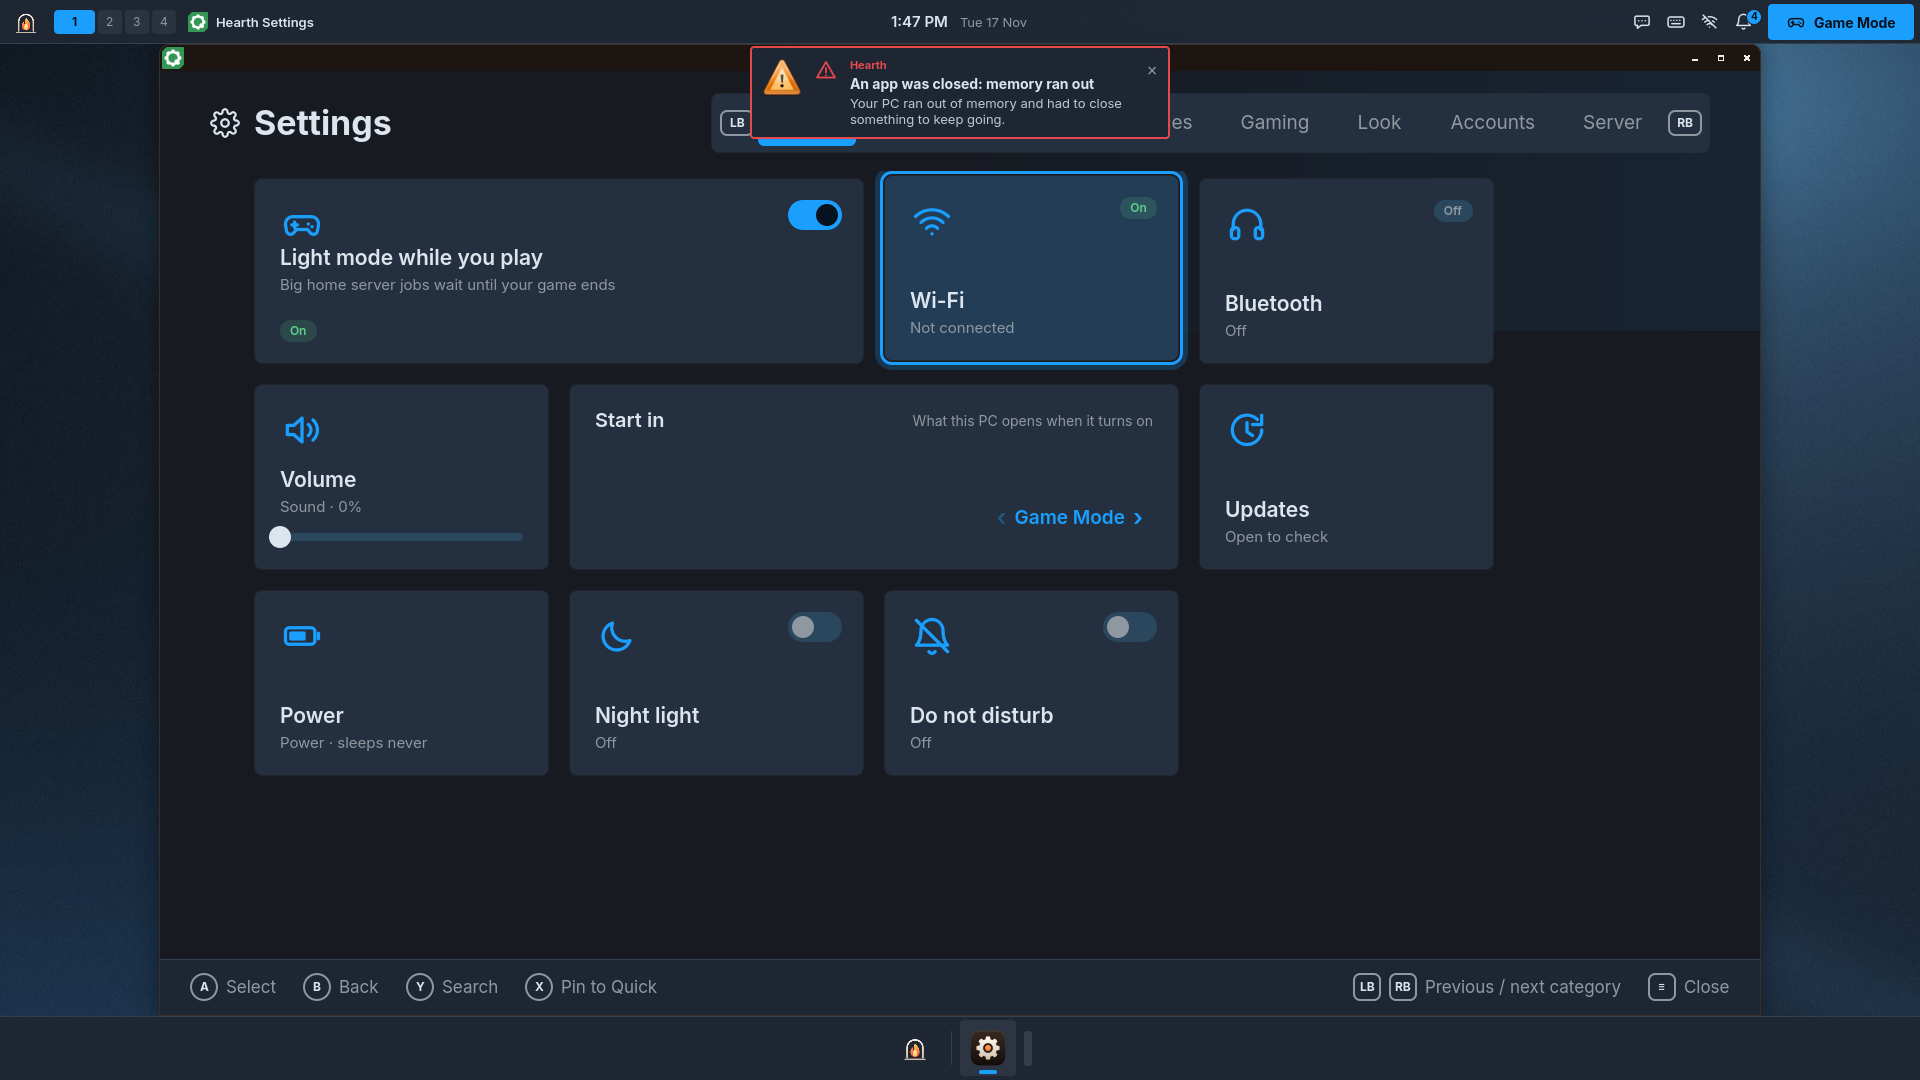 1 2 3 4 Hearth Settings
1:47 PM Tue 17 Nov
4
Game Mode
Hearth
An app was closed: memory ran out
Your PC ran out of memory and had to close
something to keep going.
Settings
LB
es Gaming Look Accounts Server RB
Light mode while you play
Big home server jobs wait until your game ends
On
On
Wi-Fi
Not connected
Off
Bluetooth
Off
Volume
Sound · 0%
Start in
What this PC opens when it turns on
‹ Game Mode ›
Updates
Open to check
Power
Power · sleeps never
Night light
Off
Do not disturb
Off
A Select B Back Y Search X Pin to Quick
LB RB Previous / next category ≡ Close